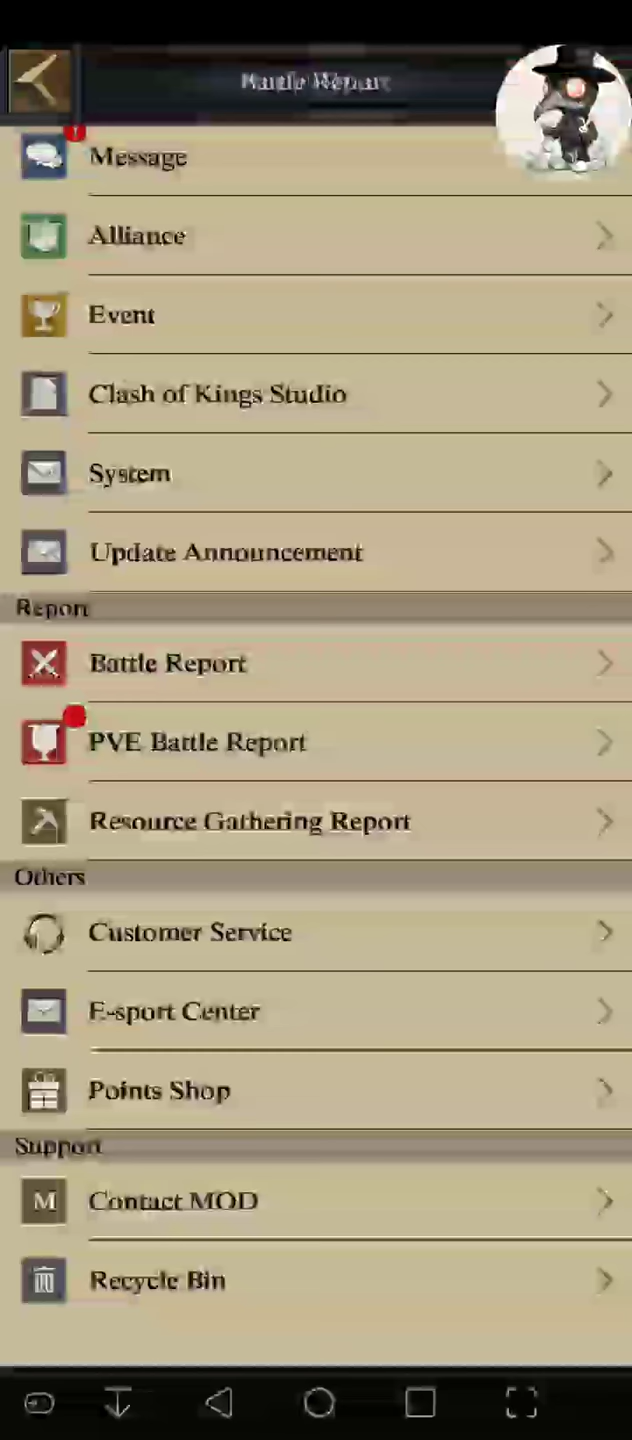 Battle Report
Message
Alliance
Event
Clash of Kings Studio
System
Update Announcement
Report
Battle Report
PVE Battle Report
Resource Gathering Report
Others
Customer Service
E-sport Center
Points Shop
Support
M Contact MOD
Recycle Bin